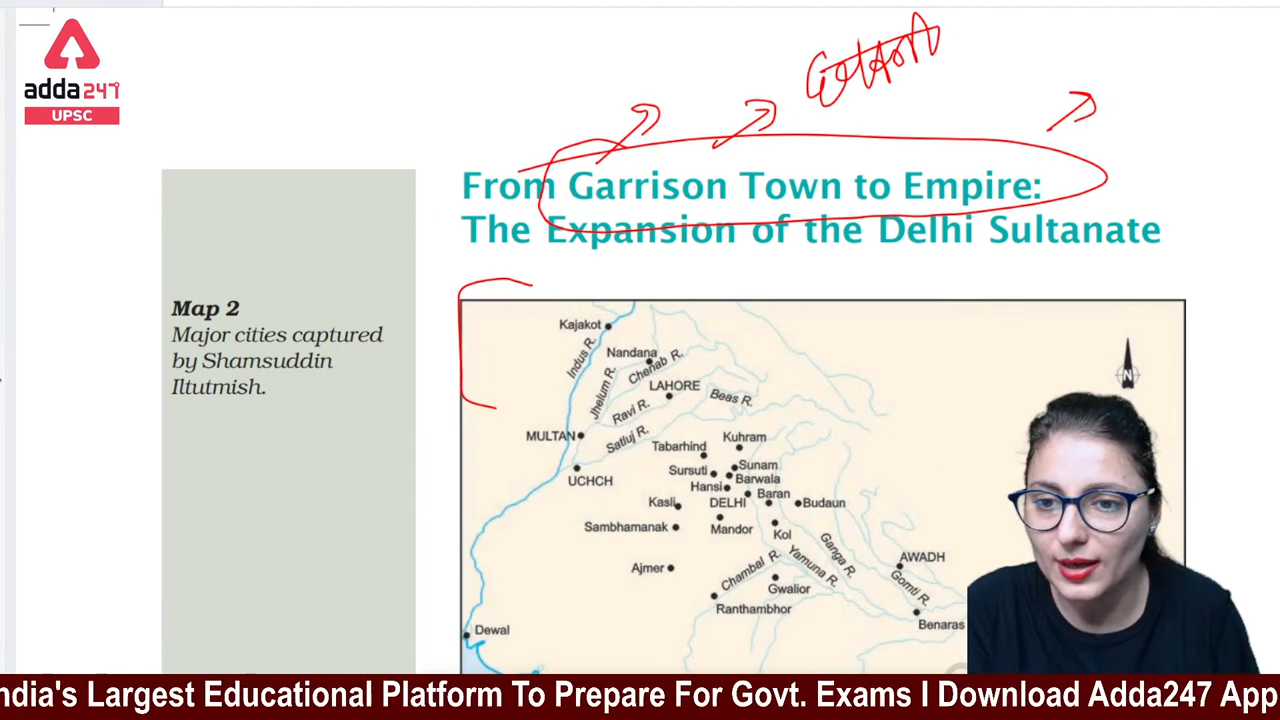 adda247
UPSC
From Garrison Town to Empire:
The Expansion of the Delhi Sultanate
Map 2
Major cities captured
by Shamsuddin
Iltutmish.
Kajakot
Indus R.
Nandana
Chenab R.
Jhelum R.
LAHORE
Beas R.
Ravi R.
MULTAN
Satluj R.
Kuhram
Tabarhind
UCHCH
Sursuti
Sunam
Barwala
Hansi
Baran
Kasli
DELHI
Budaun
Sambhamanak
Mandor
Kol
Ganga R.
Ajmer
Chambal R.
Yamuna R.
AWADH
Gomti R.
Gwalior
Ranthambhor
Benaras
Dewal
N
ndia's Largest Educational Platform To Prepare For Govt. Exams I Download Adda247 App